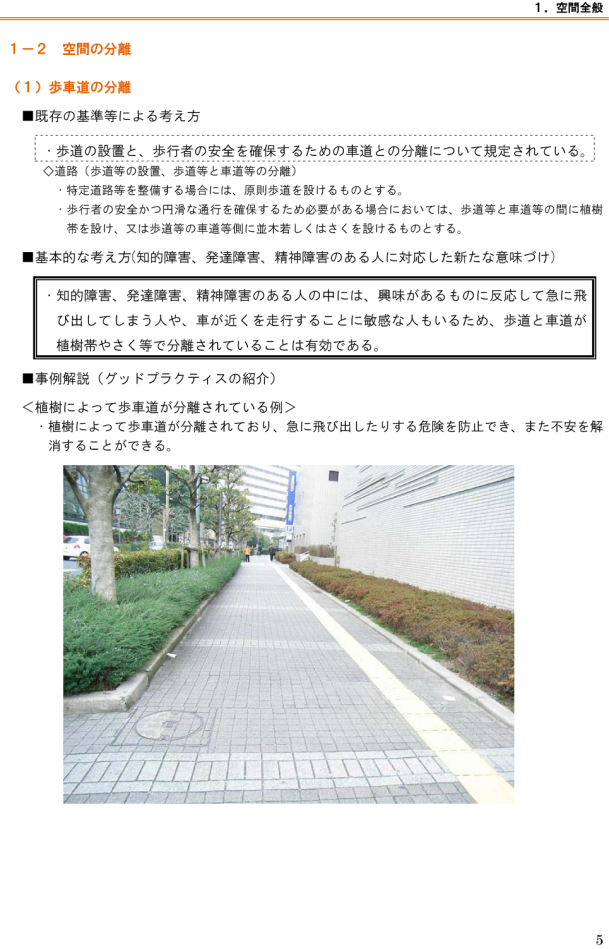 １．空間全般
１－２　空間の分離
（１）歩車道の分離
■既存の基準等による考え方
・歩道の設置と、歩行者の安全を確保するための車道との分離について規定されている。
◇道路（歩道等の設置、歩道等と車道等の分離）
・特定道路等を整備する場合には、原則歩道を設けるものとする。
・歩行者の安全かつ円滑な通行を確保するため必要がある場合においては、歩道等と車道等の間に植樹
帯を設け、又は歩道等の車道等側に並木若しくはさくを設けるものとする。
■基本的な考え方(知的障害、発達障害、精神障害のある人に対応した新たな意味づけ)
・知的障害、発達障害、精神障害のある人の中には、興味があるものに反応して急に飛
び出してしまう人や、車が近くを走行することに敏感な人もいるため、歩道と車道が
植樹帯やさく等で分離されていることは有効である。
■事例解説（グッドプラクティスの紹介）
＜植樹によって歩車道が分離されている例＞
・植樹によって歩車道が分離されており、急に飛び出したりする危険を防止でき、また不安を解
消することができる。
5